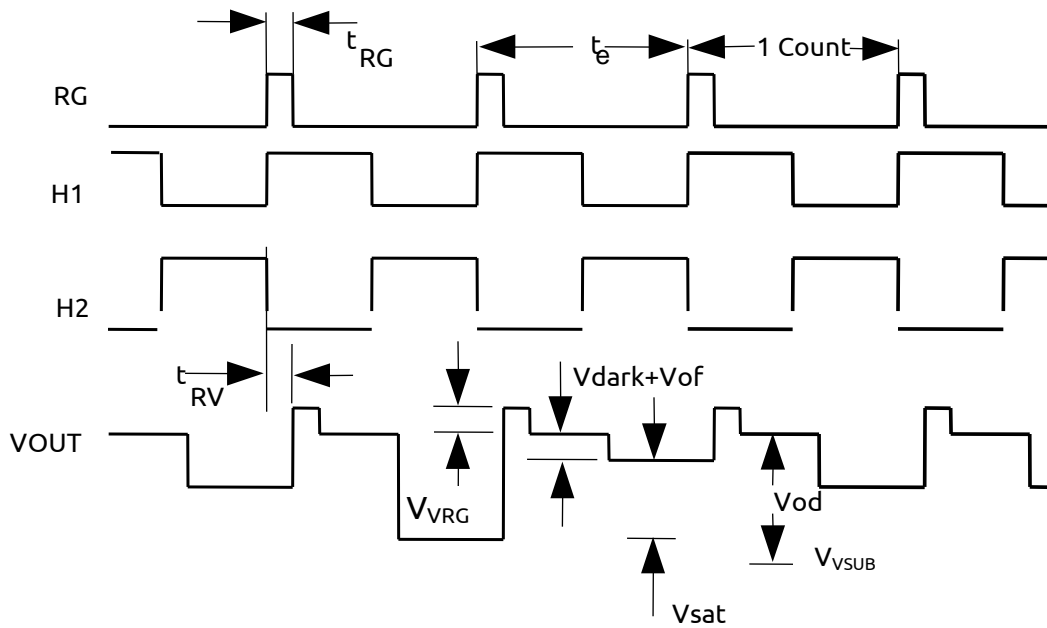 tRG
te
1 Count
RG
H1
H2
tRV
Vdark+Vof
VOUT
VVRG
Vod
VVSUB
Vsat